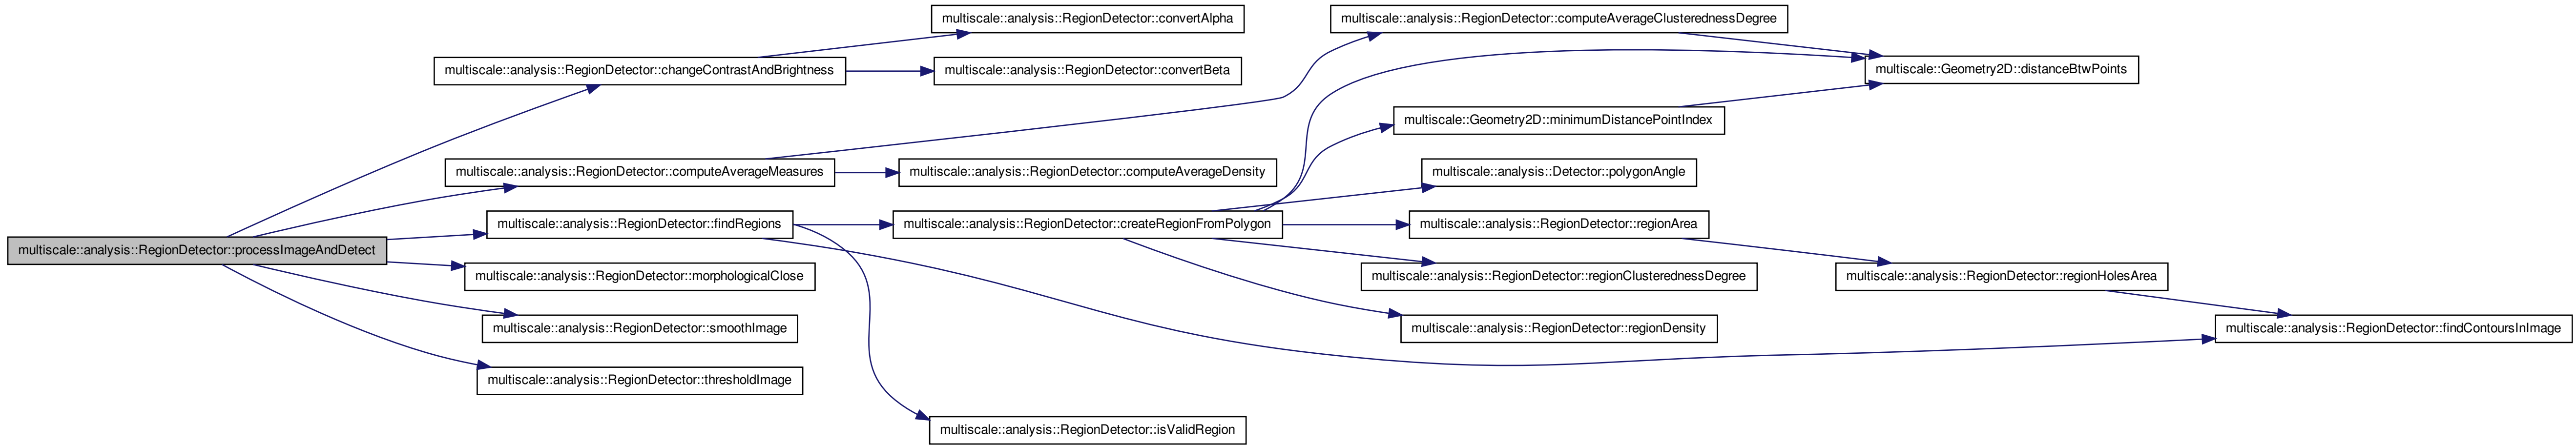 multiscale::analysis::RegionDetector::processImageAndDetect
multiscale::analysis::RegionDetector::changeContrastAndBrightness
multiscale::analysis::RegionDetector::computeAverageMeasures
multiscale::analysis::RegionDetector::findRegions
multiscale::analysis::RegionDetector::morphologicalClose
multiscale::analysis::RegionDetector::smoothImage
multiscale::analysis::RegionDetector::thresholdImage
multiscale::analysis::RegionDetector::convertAlpha
multiscale::analysis::RegionDetector::convertBeta
multiscale::analysis::RegionDetector::computeAverageDensity
multiscale::analysis::RegionDetector::createRegionFromPolygon
multiscale::analysis::RegionDetector::isValidRegion
multiscale::analysis::RegionDetector::computeAverageClusterednessDegree
multiscale::Geometry2D::minimumDistancePointIndex
multiscale::analysis::Detector::polygonAngle
multiscale::analysis::RegionDetector::regionArea
multiscale::analysis::RegionDetector::regionClusterednessDegree
multiscale::analysis::RegionDetector::regionDensity
multiscale::Geometry2D::distanceBtwPoints
multiscale::analysis::RegionDetector::regionHolesArea
multiscale::analysis::RegionDetector::findContoursInImage